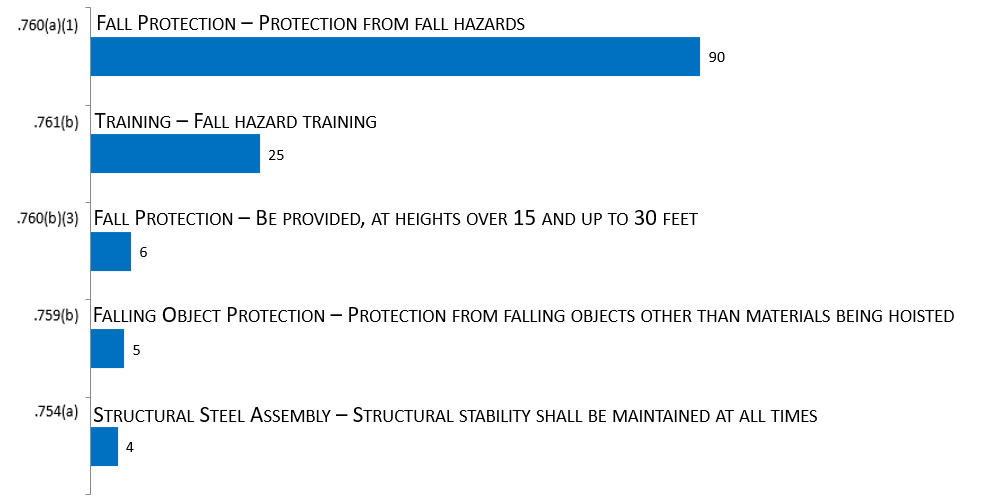 .760(a)(1) Fall Protection – Protection from fall hazards
90
.761(b) Training – Fall hazard training
25
.760(b)(3) Fall Protection – Be provided, at heights over 15 and up to 30 feet
6
.759(b) Falling Object Protection – Protection from falling objects other than materials being hoisted
5
.754(a) Structural Steel Assembly – Structural stability shall be maintained at all times
4